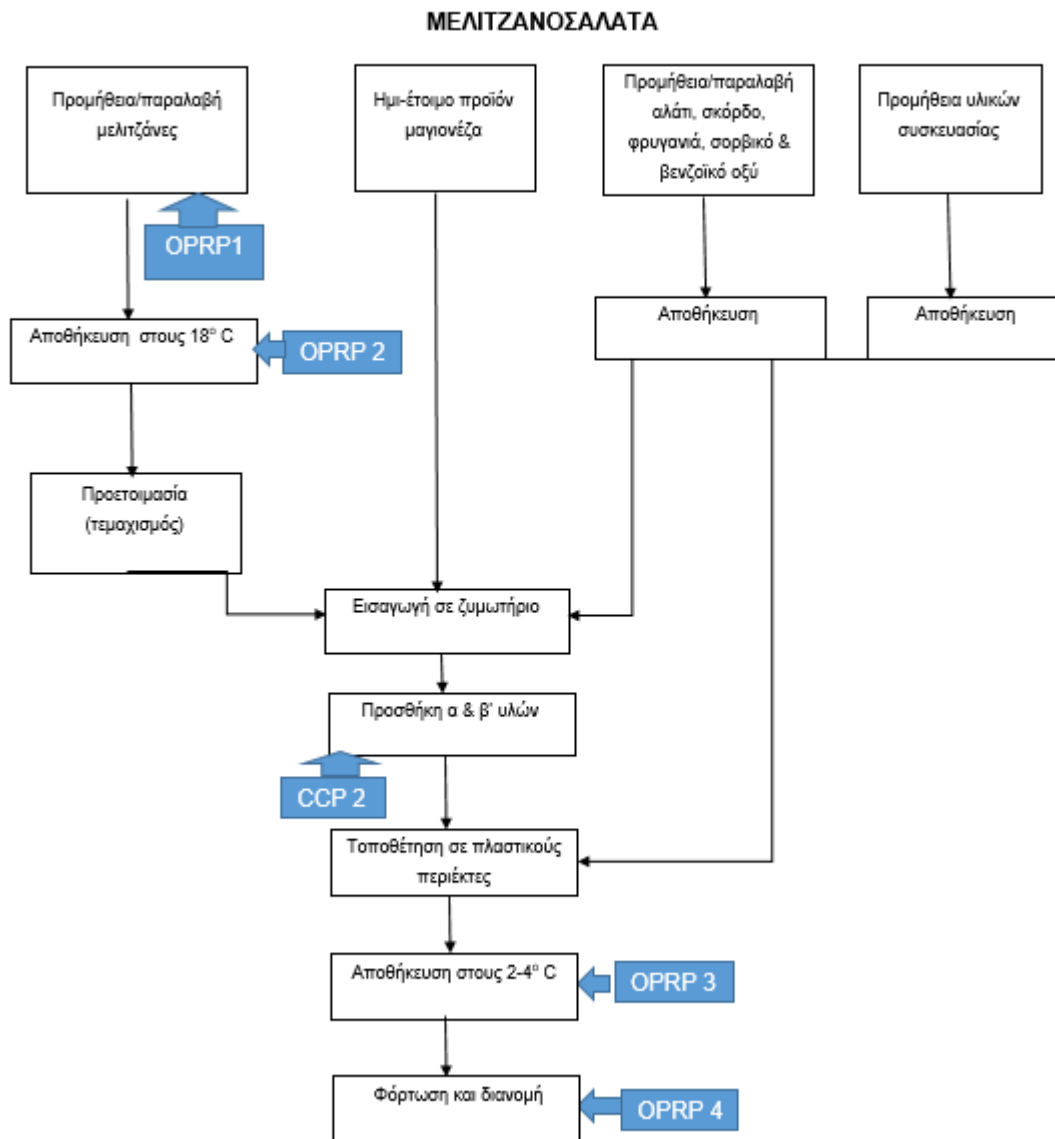 ΜΕΛΙΤΖΑΝΟΣΑΛΑΤΑ
Προμήθεια/παραλαβή
μελιτζάνες
Ημι-έτοιμο προϊόν
μαγιονέζα
Προμήθεια/παραλαβή
αλάτι, σκόρδο,
φρυγανιά, σορβικό &
βενζοϊκό οξύ
Προμήθεια υλικών
συσκευασίας
OPRP1
Αποθήκευση στους 18° C
OPRP 2
Αποθήκευση
Αποθήκευση
Προετοιμασία
(τεμαχισμός)
Εισαγωγή σε ζυμωτήριο
Προσθήκη α & β' υλών
CCP 2
Τοποθέτηση σε πλαστικούς
περιέκτες
Αποθήκευση στους 2-4° C
OPRP 3
Φόρτωση και διανομή
OPRP 4